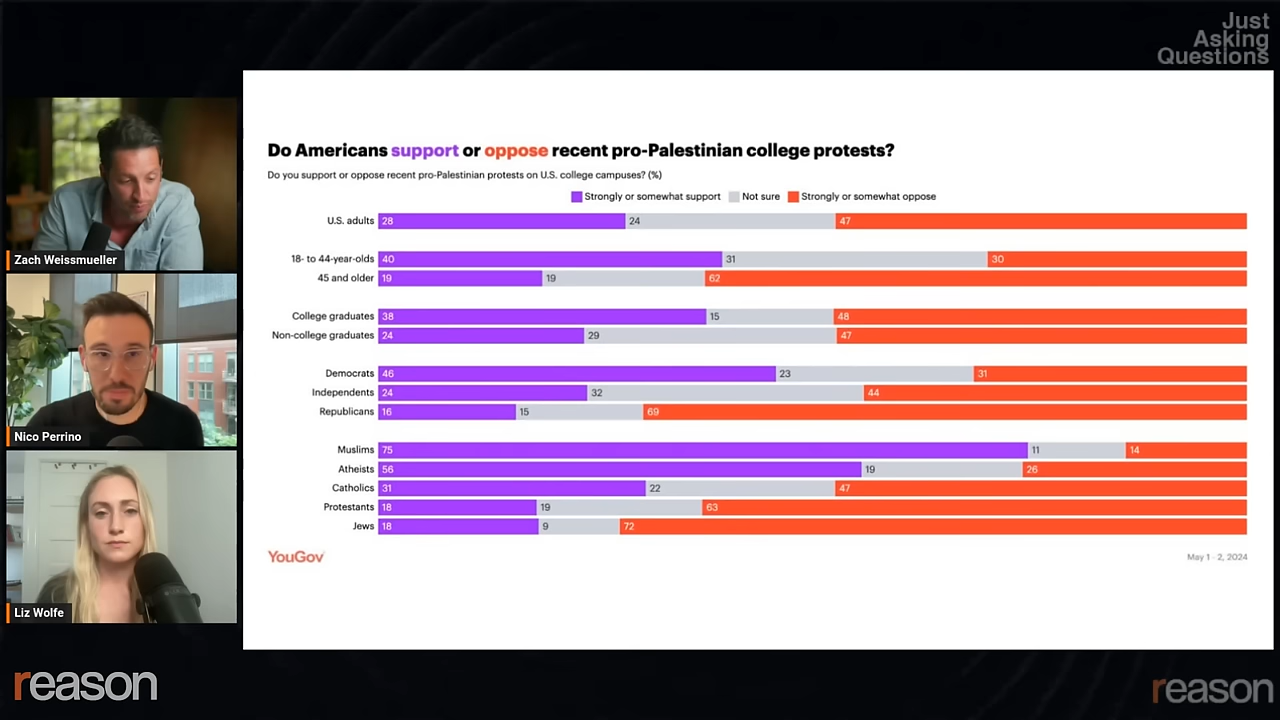 Just
Asking
Questions
Do Americans support or oppose recent pro-Palestinian college protests?
Do you support or oppose recent pro-Palestinian protests on U.S. college campuses? (%)
Strongly or somewhat support Not sure Strongly or somewhat oppose
U.S. adults 28 24 47
18- to 44-year-olds 40 31 30
45 and older 19 19 62
College graduates 38 15 48
Non-college graduates 24 29 47
Democrats 46 23 31
Independents 24 32 44
Republicans 16 15 69
Muslims 75 11 14
Atheists 56 19 26
Catholics 31 22 47
Protestants 18 19 63
Jews 18 9 72
YouGov May 1 - 2, 2024
Zach Weissmueller
Nico Perrino
Liz Wolfe
reason
reason